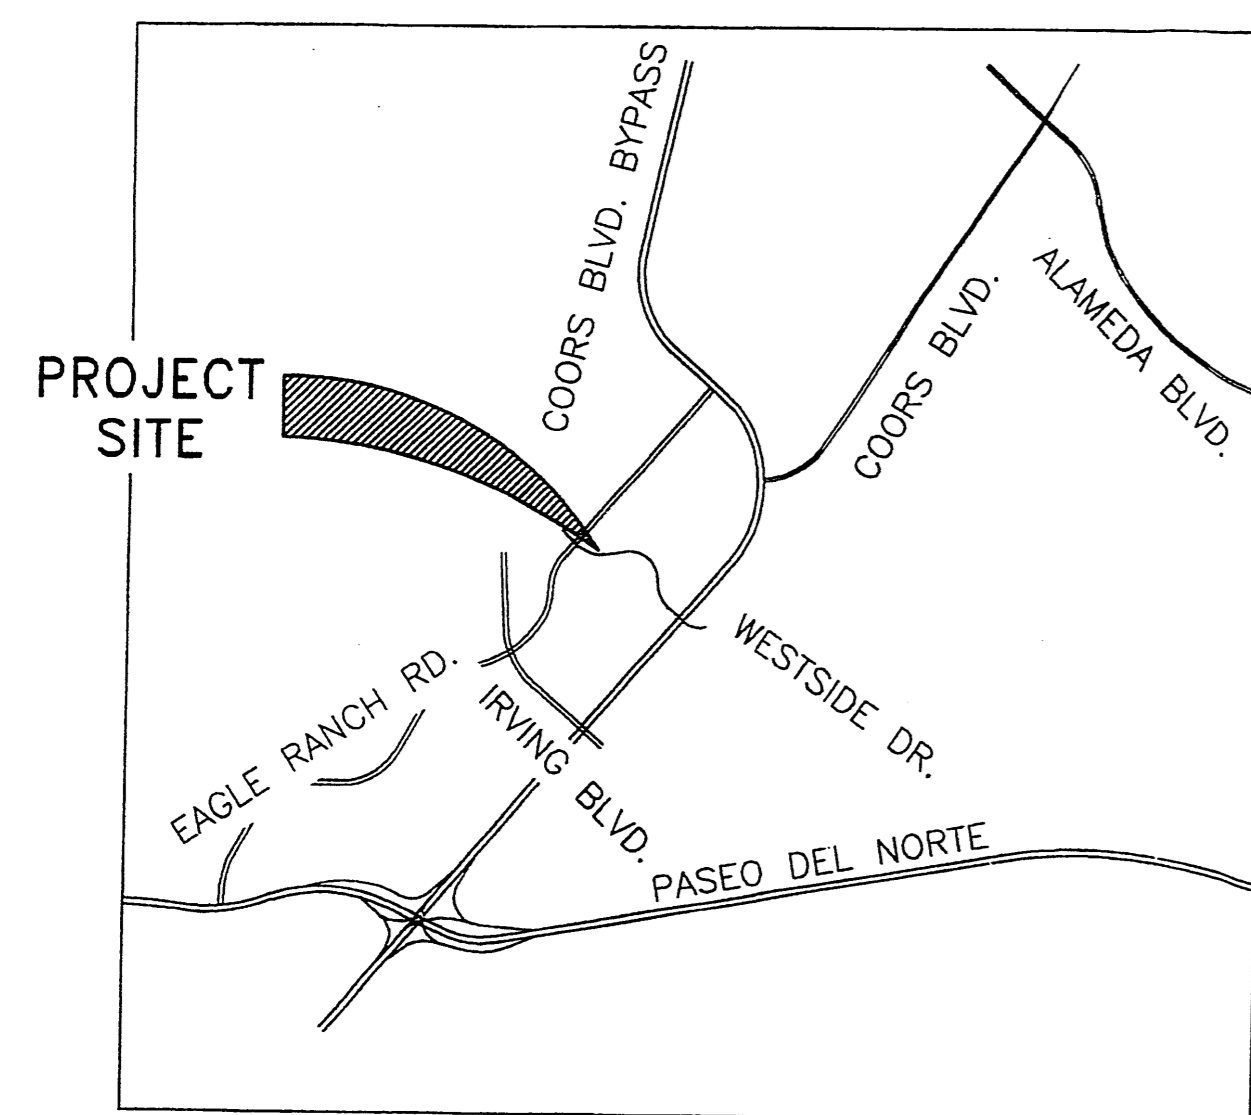 COORS BLVD. BYPASS
COORS BLVD.
ALAMEDA BLVD.
PROJECT
SITE
WESTSIDE DR.
EAGLE RANCH RD.
IRVING BLVD.
PASEO DEL NORTE